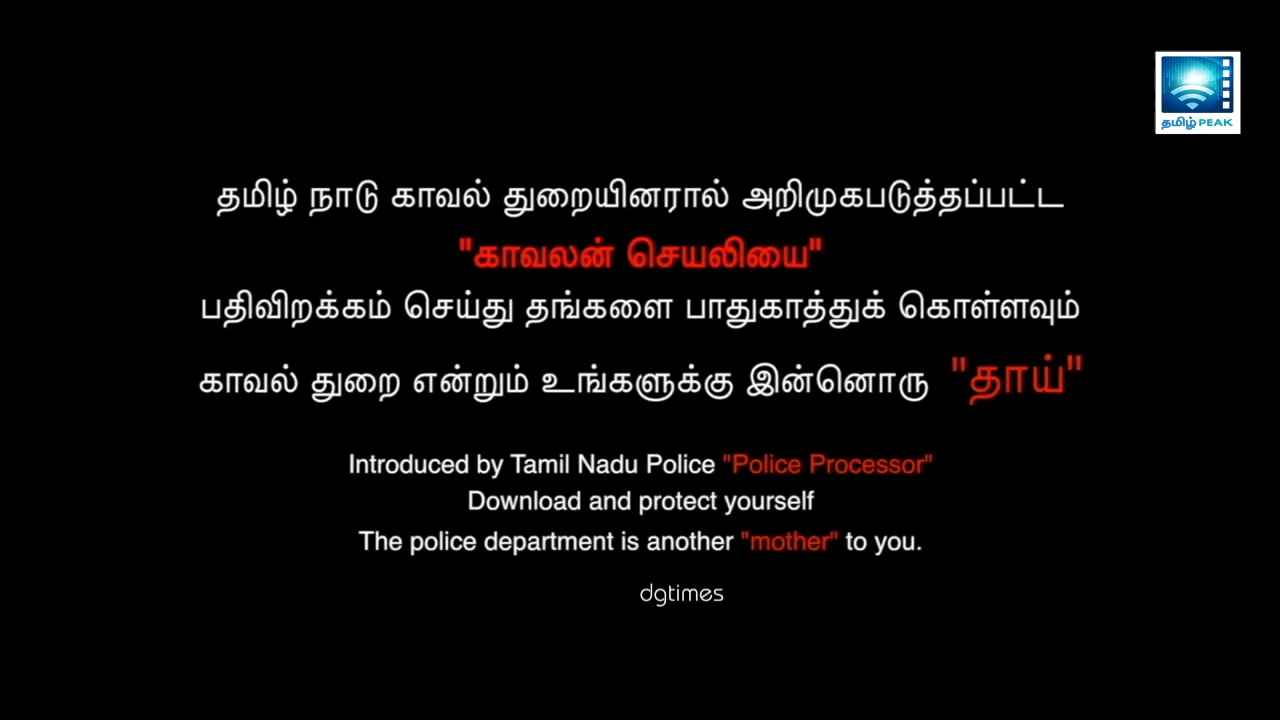 தமிழ் PEAK
தமிழ் நாடு காவல் துறையினரால் அறிமுகபடுத்தப்பட்ட
"காவலன் செயலியை"
பதிவிறக்கம் செய்து தங்களை பாதுகாத்துக் கொள்ளவும்
காவல் துறை என்றும் உங்களுக்கு இன்னொரு "தாய்"
Introduced by Tamil Nadu Police "Police Processor"
Download and protect yourself
The police department is another "mother" to you.
dgtimes